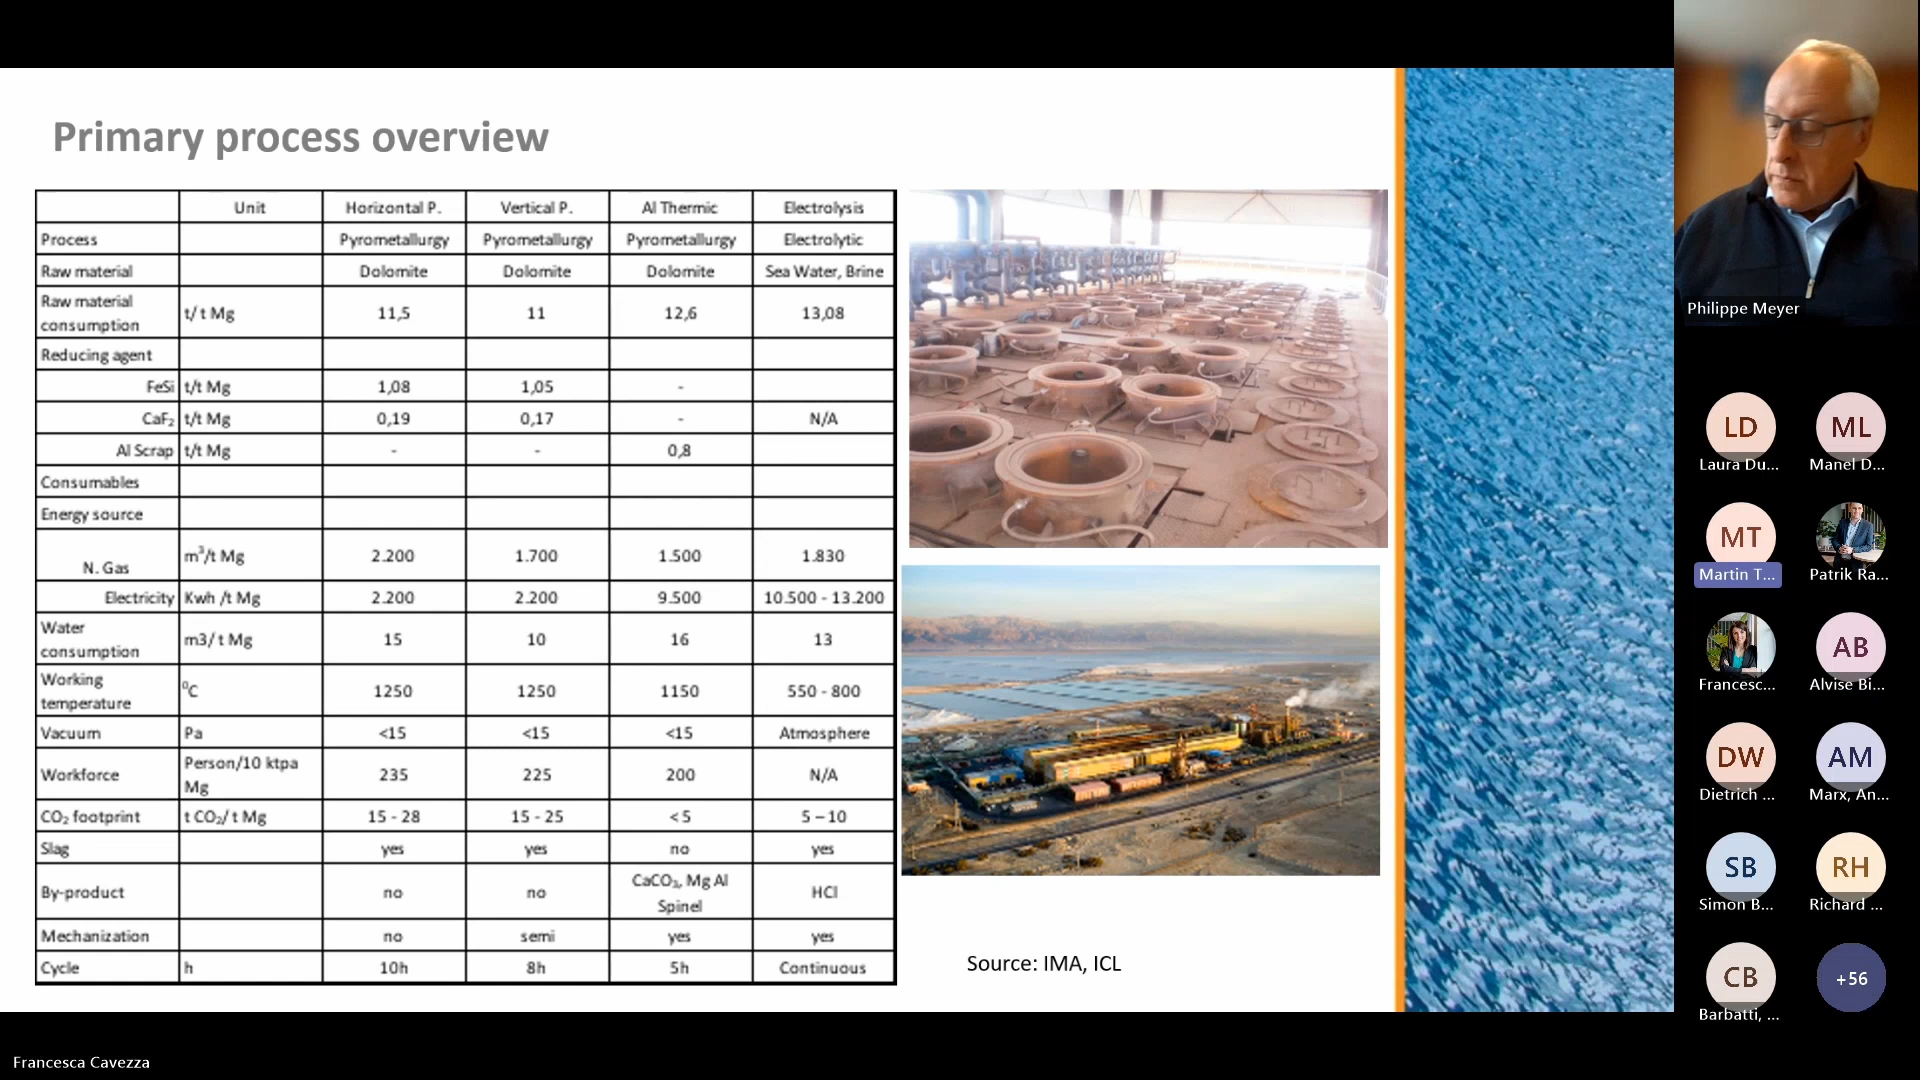 Primary process overview
Unit Horizontal P. Vertical P. Al Thermic Electrolysis
Process Pyrometallurgy Pyrometallurgy Pyrometallurgy Electrolytic
Raw material Dolomite Dolomite Dolomite Sea Water, Brine
Raw material consumption t/ t Mg 11,5 11 12,6 13,08
Reducing agent
FeSi t/t Mg 1,08 1,05 -
CaF₂ t/t Mg 0,19 0,17 - N/A
Al Scrap t/t Mg - - 0,8
Consumables
Energy source
N. Gas m³/t Mg 2.200 1.700 1.500 1.830
Electricity Kwh /t Mg 2.200 2.200 9.500 10.500 - 13.200
Water consumption m3/ t Mg 15 10 16 13
Working temperature ⁰C 1250 1250 1150 550 - 800
Vacuum Pa <15 <15 <15 Atmosphere
Workforce Person/10 ktpa Mg 235 225 200 N/A
CO₂ footprint t CO₂/ t Mg 15 - 28 15 - 25 < 5 5 – 10
Slag yes yes no yes
By-product no no CaCO₃, Mg Al Spinel HCl
Mechanization no semi yes yes
Cycle h 10h 8h 5h Continuous
Source: IMA, ICL
Philippe Meyer
LD ML
Laura Du... Manel D...
MT
Martin T... Patrik Ra...
AB
Francesc... Alvise Bi...
DW AM
Dietrich ... Marx, An...
SB RH
Simon B... Richard ...
CB +56
Barbatti, ...
Francesca Cavezza